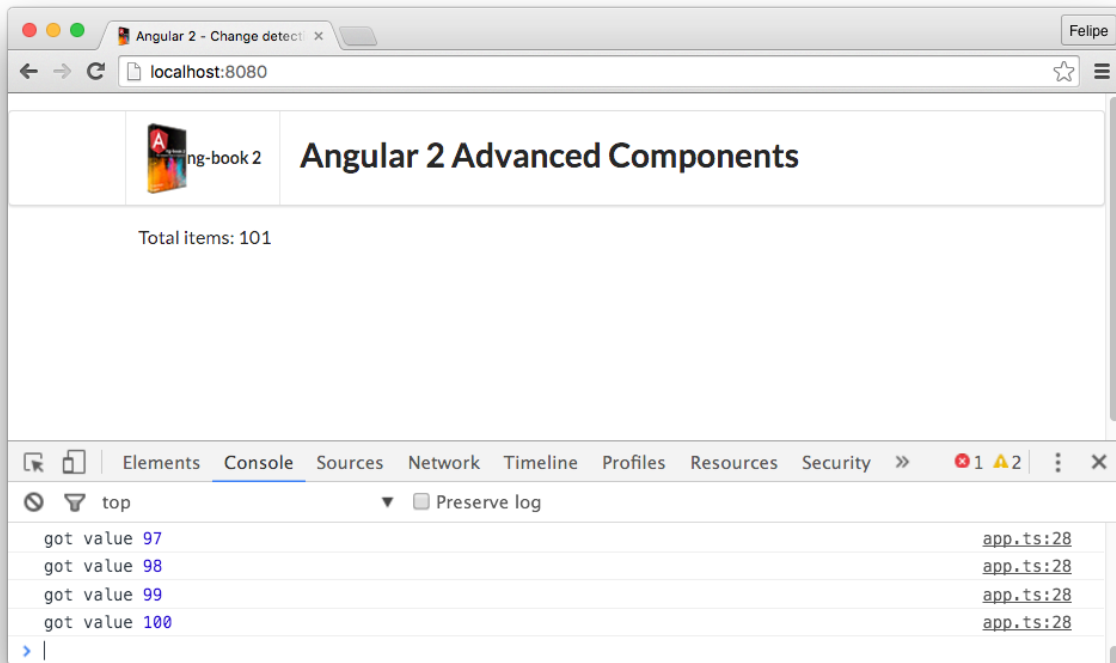 Angular 2 - Change detecti
Felipe
localhost:8080
ng-book 2
Angular 2 Advanced Components
Total items: 101
Elements Console Sources Network Timeline Profiles Resources Security 1 2
top Preserve log
got value 97 app.ts:28
got value 98 app.ts:28
got value 99 app.ts:28
got value 100 app.ts:28